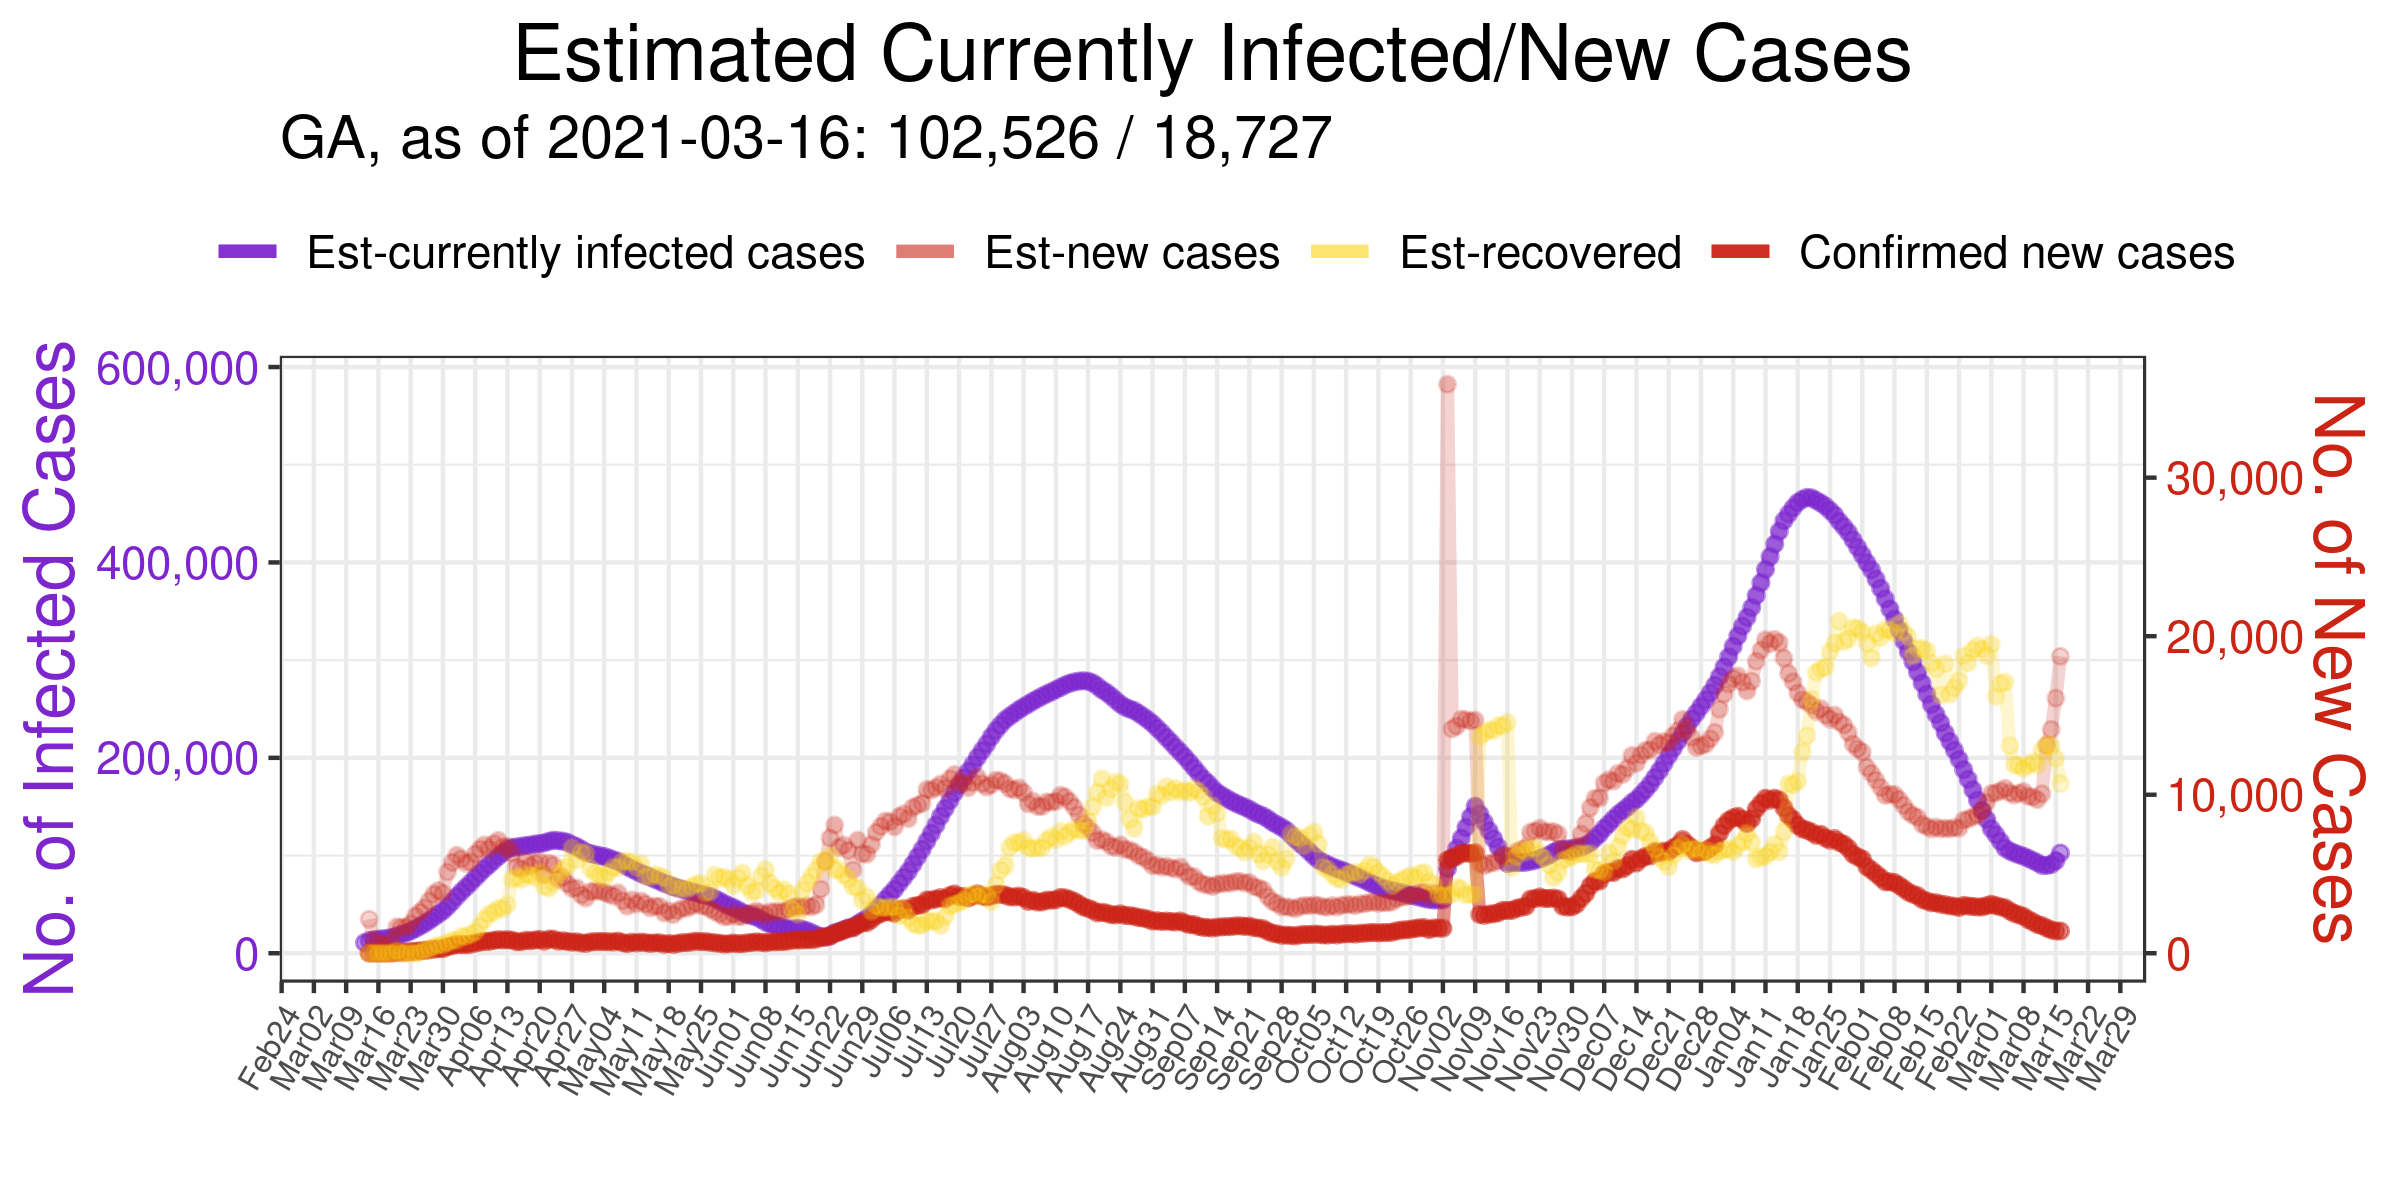 Estimated Currently Infected/New Cases
GA, as of 2021-03-16: 102,526 / 18,727
Est-currently infected cases Est-new cases Est-recovered Confirmed new cases
No. of Infected Cases
600,000
400,000
200,000
0
30,000
20,000
10,000
0
No. of New Cases
Feb24 Mar02 Mar09 Mar16 Mar23 Mar30 Apr06 Apr13 Apr20 Apr27 May04 May11 May18 May25 Jun01 Jun08 Jun15 Jun22 Jun29 Jul06 Jul13 Jul20 Jul27 Aug03 Aug10 Aug17 Aug24 Aug31 Sep07 Sep14 Sep21 Sep28 Oct05 Oct12 Oct19 Oct26 Nov02 Nov09 Nov16 Nov23 Nov30 Dec07 Dec14 Dec21 Dec28 Jan04 Jan11 Jan18 Jan25 Feb01 Feb08 Feb15 Feb22 Mar01 Mar08 Mar15 Mar22 Mar29